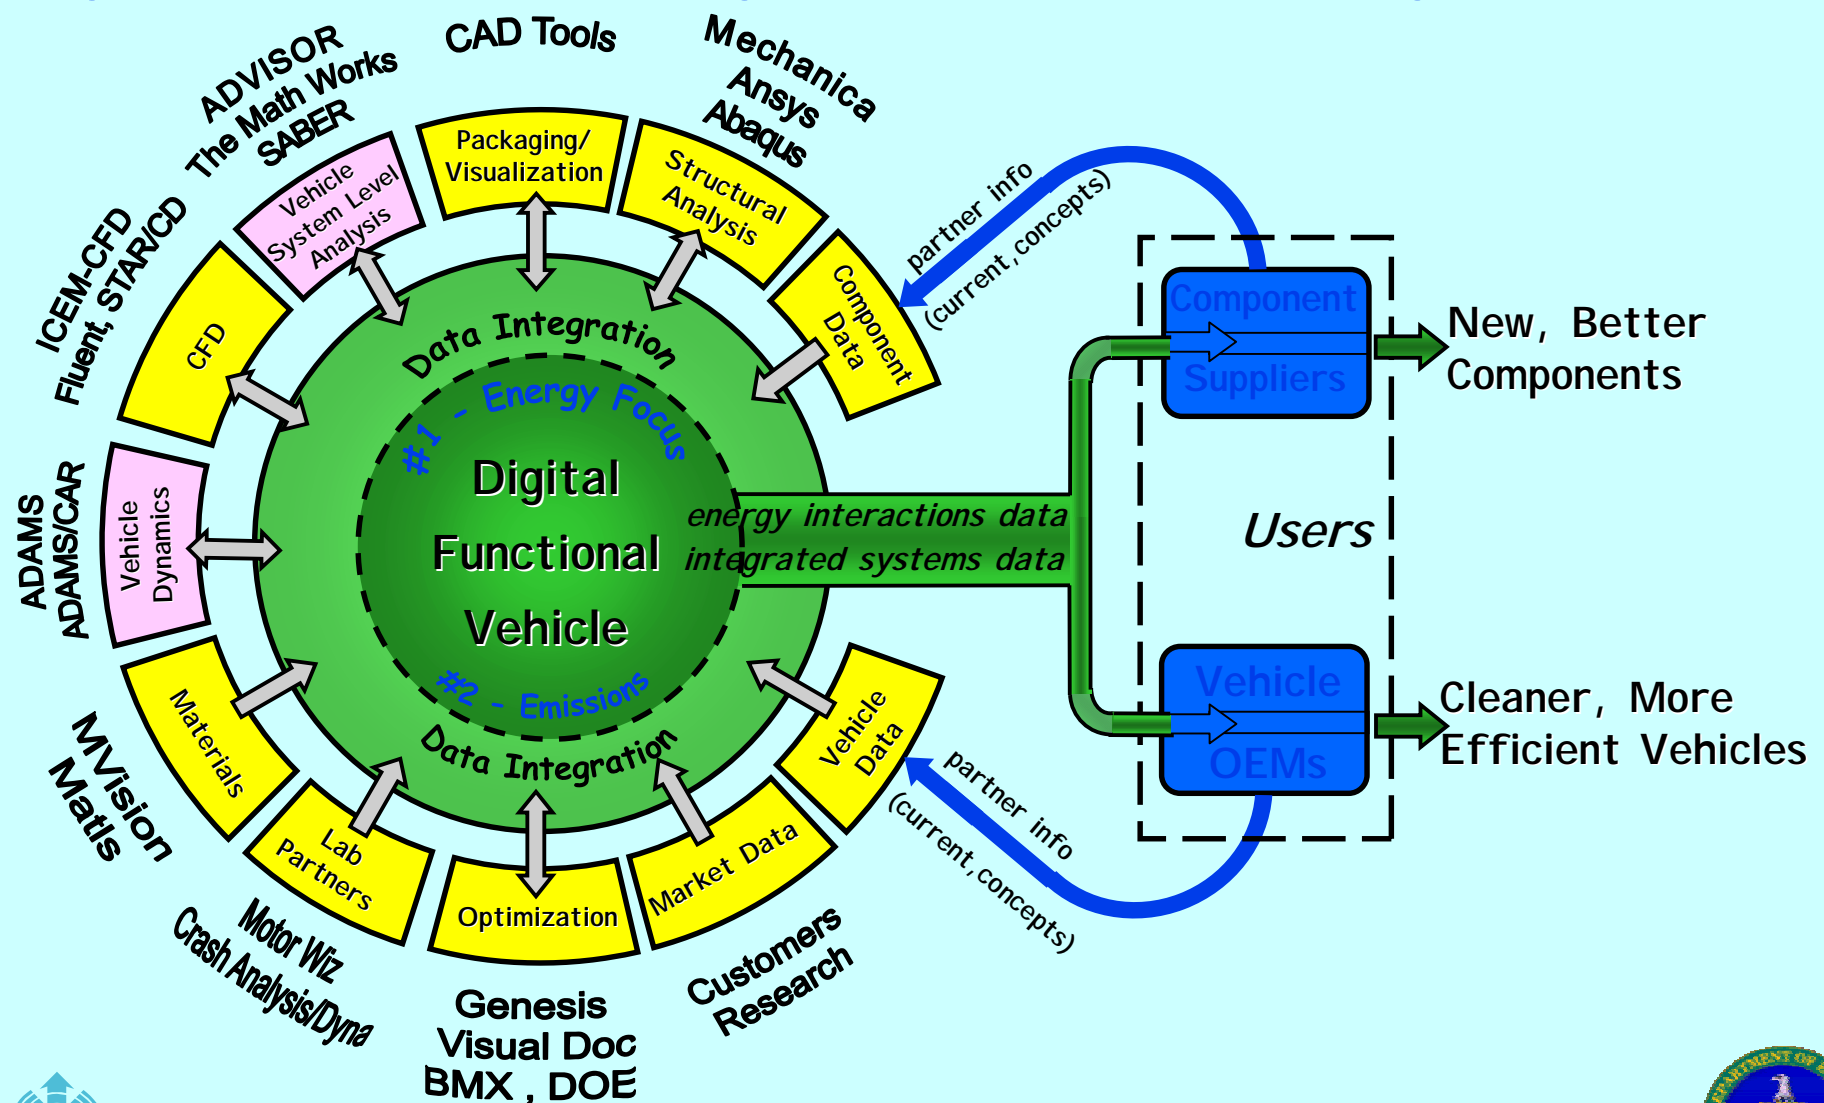 CAD Tools
Mechanica
Ansys
Abaqus
ADVISOR
The Math Works
SABER
ICEM-CFD
Fluent, STAR/CD
ADAMS
ADAMS/CAR
MVision
Matls
Motor Wiz
Crash Analysis/Dyna
Genesis
Visual Doc
BMX , DOE
Customers
Research
Packaging/
Visualization
Structural
Analysis
Component
Data
Vehicle
System Level
Analysis
CFD
Vehicle
Dynamics
Materials
Lab
Partners
Optimization
Market Data
Vehicle
Data
Data Integration
#1 - Energy Focus
Digital
Functional
Vehicle
#2 - Emissions
Data Integration
energy interactions data
integrated systems data
partner info
(current,concepts)
partner info
(current,concepts)
Component
Suppliers
Users
Vehicle
OEMs
New, Better
Components
Cleaner, More
Efficient Vehicles